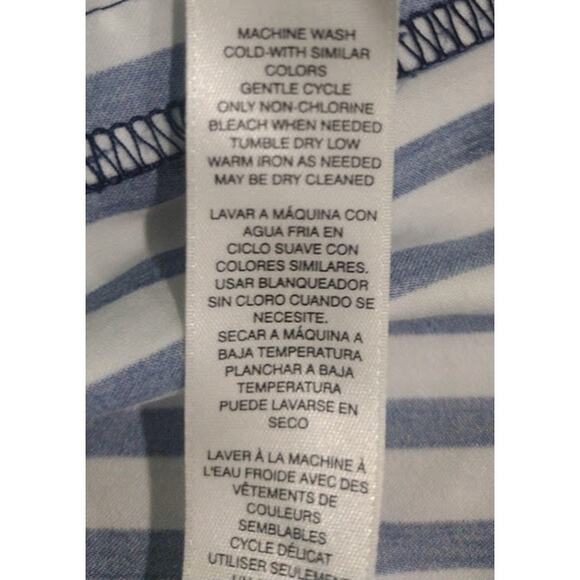 MACHINE WASH
COLD-WITH SIMILAR
COLORS
GENTLE CYCLE
ONLY NON-CHLORINE
BLEACH WHEN NEEDED
TUMBLE DRY LOW
WARM IRON AS NEEDED
MAY BE DRY CLEANED
LAVAR A MÁQUINA CON
AGUA FRIA EN
CICLO SUAVE CON
COLORES SIMILARES.
USAR BLANQUEADOR
SIN CLORO CUANDO SE
NECESITE.
SECAR A MÁQUINA A
BAJA TEMPERATURA
PLANCHAR A BAJA
TEMPERATURA
PUEDE LAVARSE EN
SECO
LAVER À LA MACHINE À
L'EAU FROIDE AVEC DES
VÊTEMENTS DE
COULEURS
SEMBLABLES
CYCLE DÉLICAT
UTILISER SEULEMENT